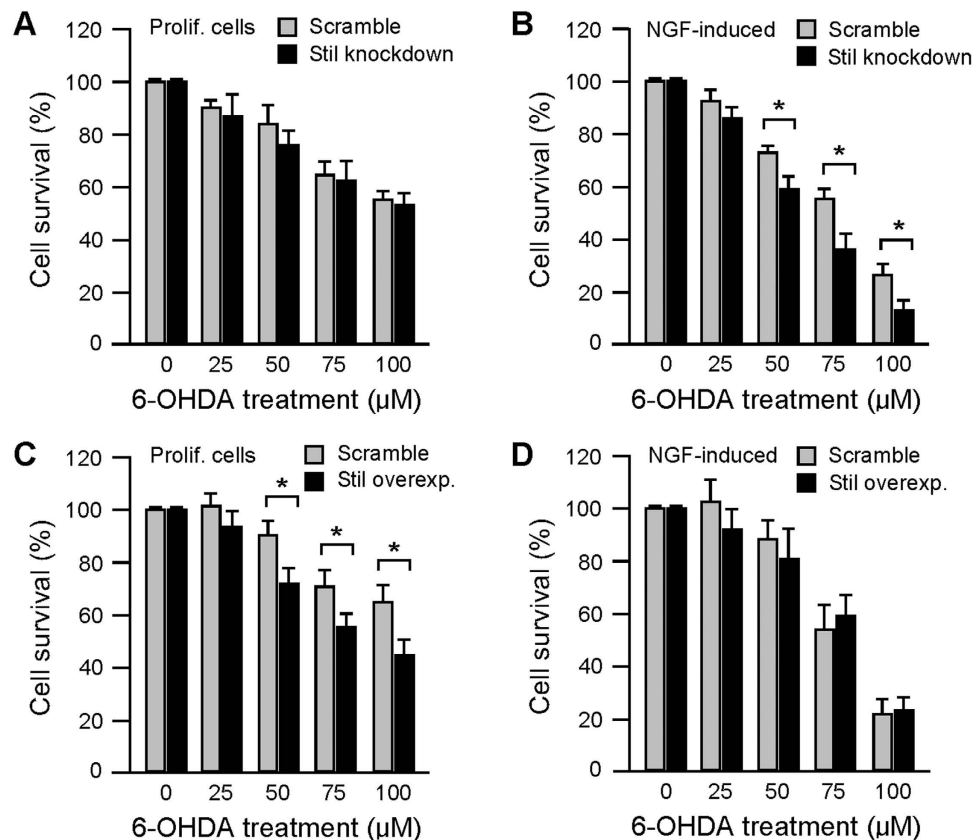 A
Prolif. cells
Scramble
Stil knockdown
Cell survival (%)
120
100
80
60
40
20
0
0 25 50 75 100
6-OHDA treatment (µM)
B
NGF-induced
Scramble
Stil knockdown
Cell survival (%)
120
100
80
60
40
20
0
* * *
0 25 50 75 100
6-OHDA treatment (µM)
C
Prolif. cells
Scramble
Stil overexp.
Cell survival (%)
120
100
80
60
40
20
0
* * *
0 25 50 75 100
6-OHDA treatment (µM)
D
NGF-induced
Scramble
Stil overexp.
Cell survival (%)
120
100
80
60
40
20
0
0 25 50 75 100
6-OHDA treatment (µM)